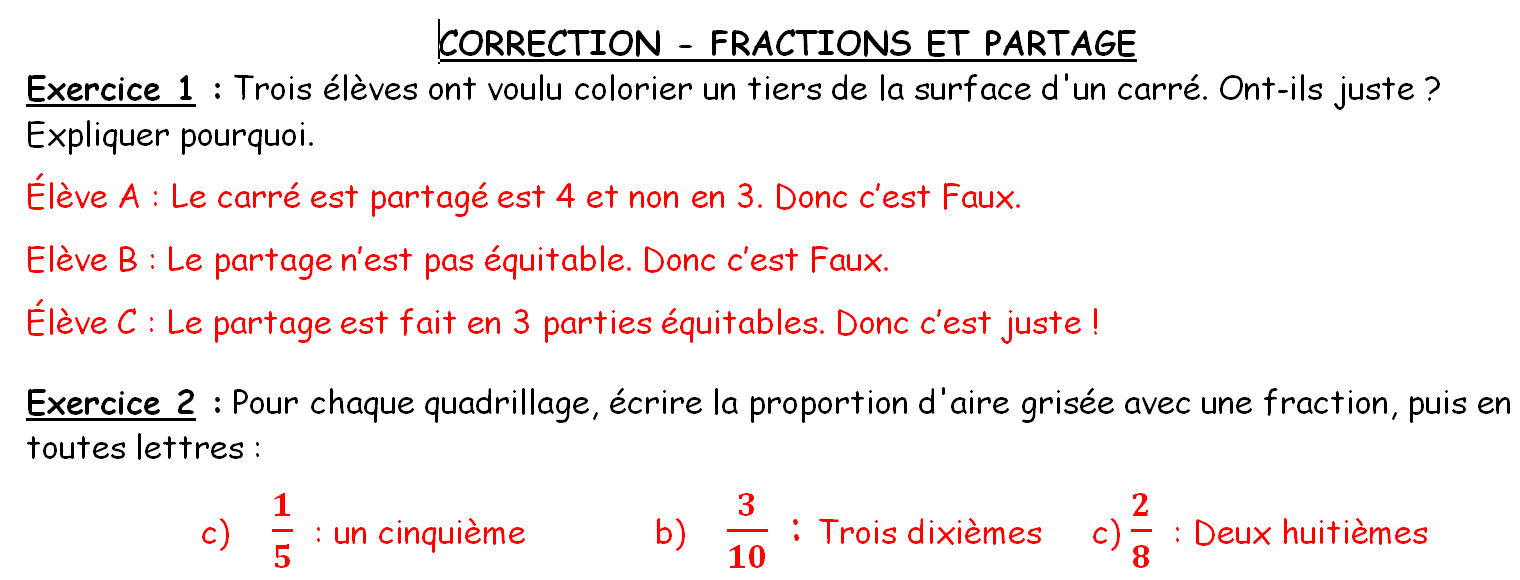 CORRECTION - FRACTIONS ET PARTAGE
Exercice 1 : Trois élèves ont voulu colorier un tiers de la surface d'un carré. Ont-ils juste ?
Expliquer pourquoi.
Élève A : Le carré est partagé est 4 et non en 3. Donc c’est Faux.
Elève B : Le partage n’est pas équitable. Donc c’est Faux.
Élève C : Le partage est fait en 3 parties équitables. Donc c’est juste !
Exercice 2 : Pour chaque quadrillage, écrire la proportion d'aire grisée avec une fraction, puis en
toutes lettres :
c) 1/5 : un cinquième b) 3/10 : Trois dixièmes c) 2/8 : Deux huitièmes